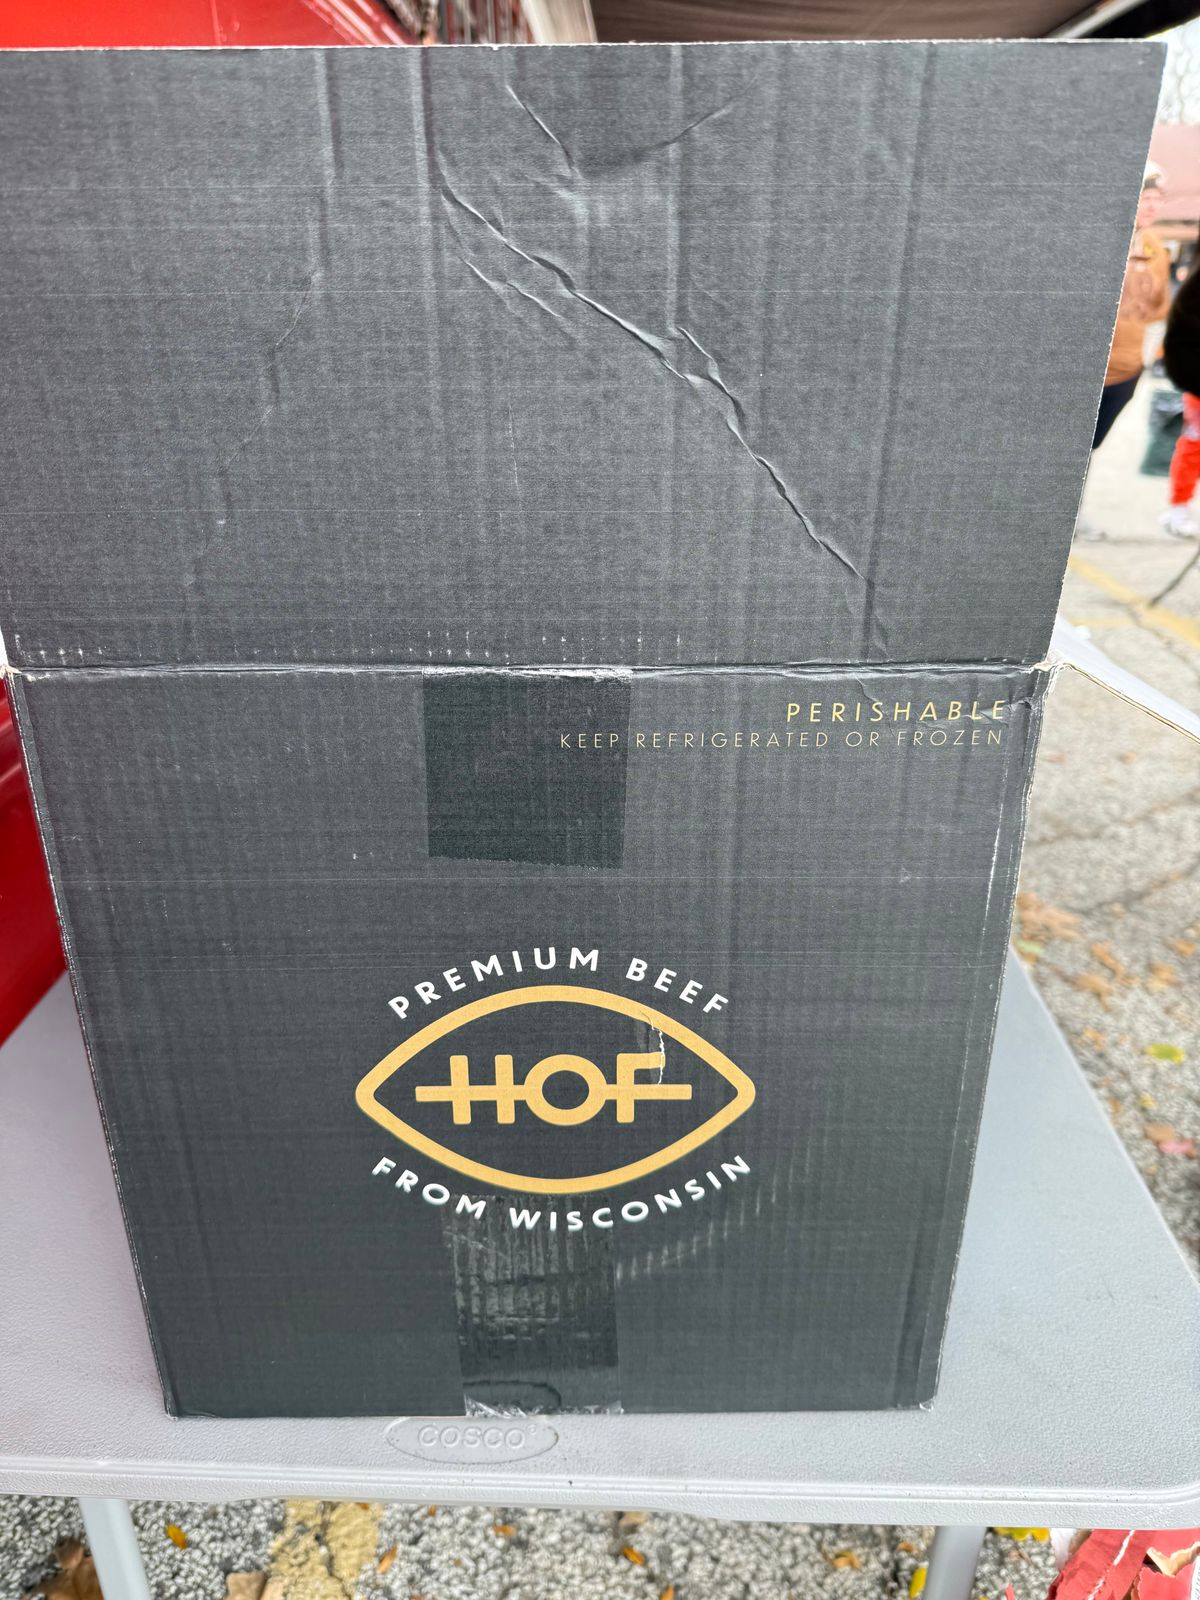 PERISHABLE
KEEP REFRIGERATED OR FROZEN
PREMIUM BEEF
HOF
FROM WISCONSIN
COSCO